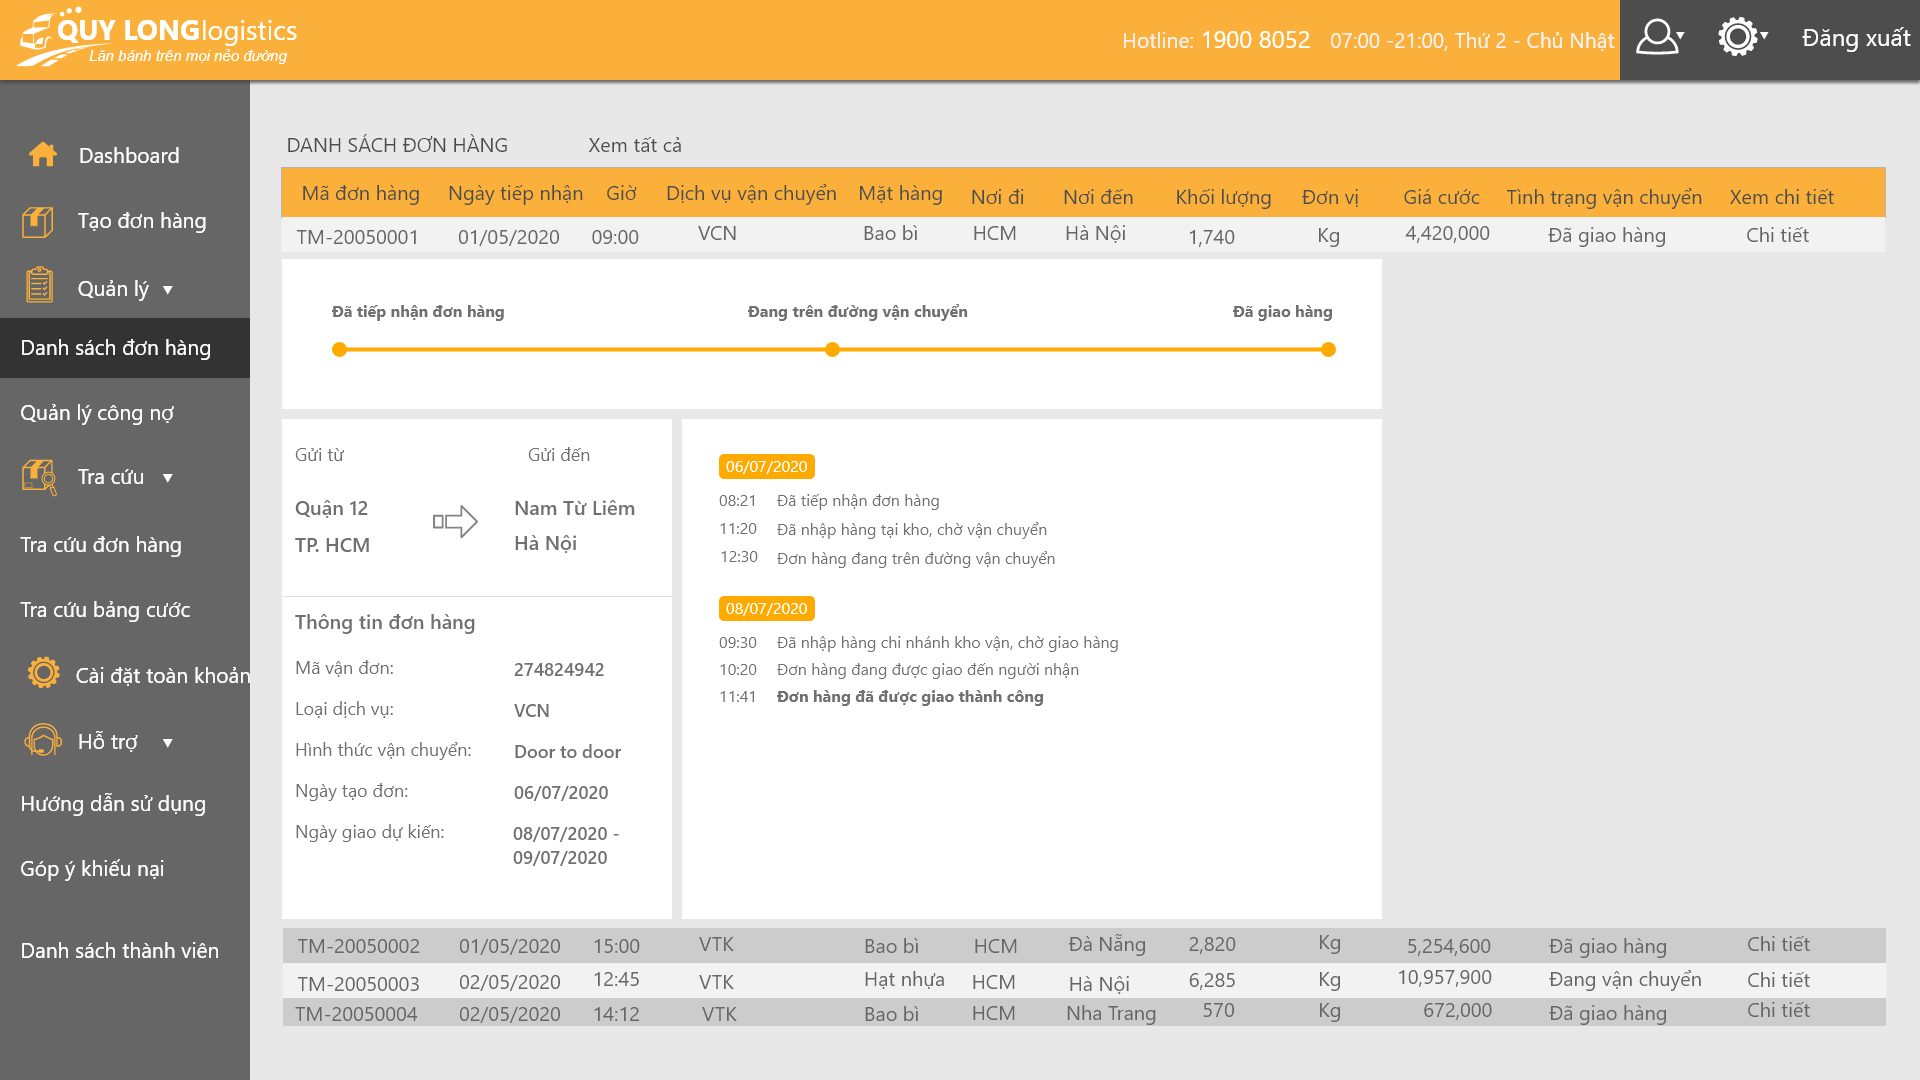 QUY LONGlogistics
Lăn bánh trên mọi nẻo đường
Hotline: 1900 8052 07:00 -21:00, Thứ 2 - Chủ Nhật
Đăng xuất
Dashboard
Tạo đơn hàng
Quản lý
Danh sách đơn hàng
Quản lý công nợ
Tra cứu
Tra cứu đơn hàng
Tra cứu bảng cước
Cài đặt toàn khoản
Hỗ trợ
Hướng dẫn sử dụng
Góp ý khiếu nại
Danh sách thành viên
DANH SÁCH ĐƠN HÀNG Xem tất cả
Mã đơn hàng Ngày tiếp nhận Giờ Dịch vụ vận chuyển Mặt hàng Nơi đi Nơi đến Khối lượng Đơn vị Giá cước Tình trạng vận chuyển Xem chi tiết
TM-20050001 01/05/2020 09:00 VCN Bao bì HCM Hà Nội 1,740 Kg 4,420,000 Đã giao hàng Chi tiết
Đã tiếp nhận đơn hàng Đang trên đường vận chuyển Đã giao hàng
Gửi từ Gửi đến
Quận 12 Nam Từ Liêm
TP. HCM Hà Nội
Thông tin đơn hàng
Mã vận đơn: 274824942
Loại dịch vụ: VCN
Hình thức vận chuyển: Door to door
Ngày tạo đơn: 06/07/2020
Ngày giao dự kiến: 08/07/2020 -
09/07/2020
06/07/2020
08:21 Đã tiếp nhận đơn hàng
11:20 Đã nhập hàng tại kho, chờ vận chuyển
12:30 Đơn hàng đang trên đường vận chuyển
08/07/2020
09:30 Đã nhập hàng chi nhánh kho vận, chờ giao hàng
10:20 Đơn hàng đang được giao đến người nhận
11:41 Đơn hàng đã được giao thành công
TM-20050002 01/05/2020 15:00 VTK Bao bì HCM Đà Nẵng 2,820 Kg 5,254,600 Đã giao hàng Chi tiết
TM-20050003 02/05/2020 12:45 VTK Hạt nhựa HCM Hà Nội 6,285 Kg 10,957,900 Đang vận chuyển Chi tiết
TM-20050004 02/05/2020 14:12 VTK Bao bì HCM Nha Trang 570 Kg 672,000 Đã giao hàng Chi tiết